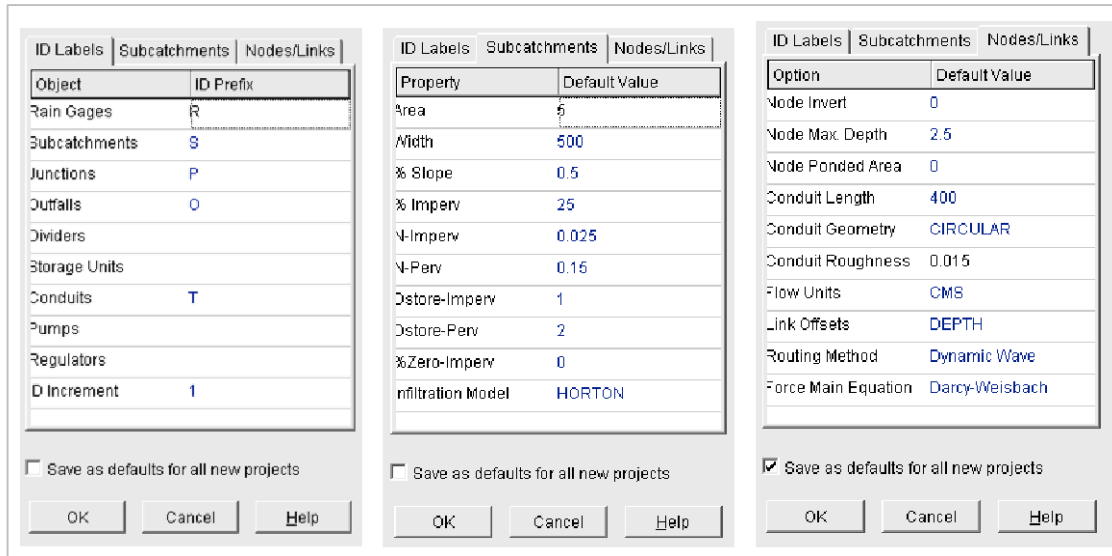 ID Labels Subcatchments Nodes/Links
Object ID Prefix
Rain Gages R
Subcatchments S
Junctions P
Outfalls O
Dividers
Storage Units
Conduits T
Pumps
Regulators
D Increment 1
Save as defaults for all new projects
OK Cancel Help
ID Labels Subcatchments Nodes/Links
Property Default Value
Area 5
Width 500
% Slope 0.5
% Imperv 25
N-Imperv 0.025
N-Perv 0.15
Dstore-Imperv 1
Dstore-Perv 2
%Zero-Imperv 0
nfiltration Model HORTON
Save as defaults for all new projects
OK Cancel Help
ID Labels Subcatchments Nodes/Links
Option Default Value
Node Invert 0
Node Max. Depth 2.5
Node Ponded Area 0
Conduit Length 400
Conduit Geometry CIRCULAR
Conduit Roughness 0.015
Flow Units CMS
Link Offsets DEPTH
Routing Method Dynamic Wave
Force Main Equation Darcy-Weisbach
Save as defaults for all new projects
OK Cancel Help